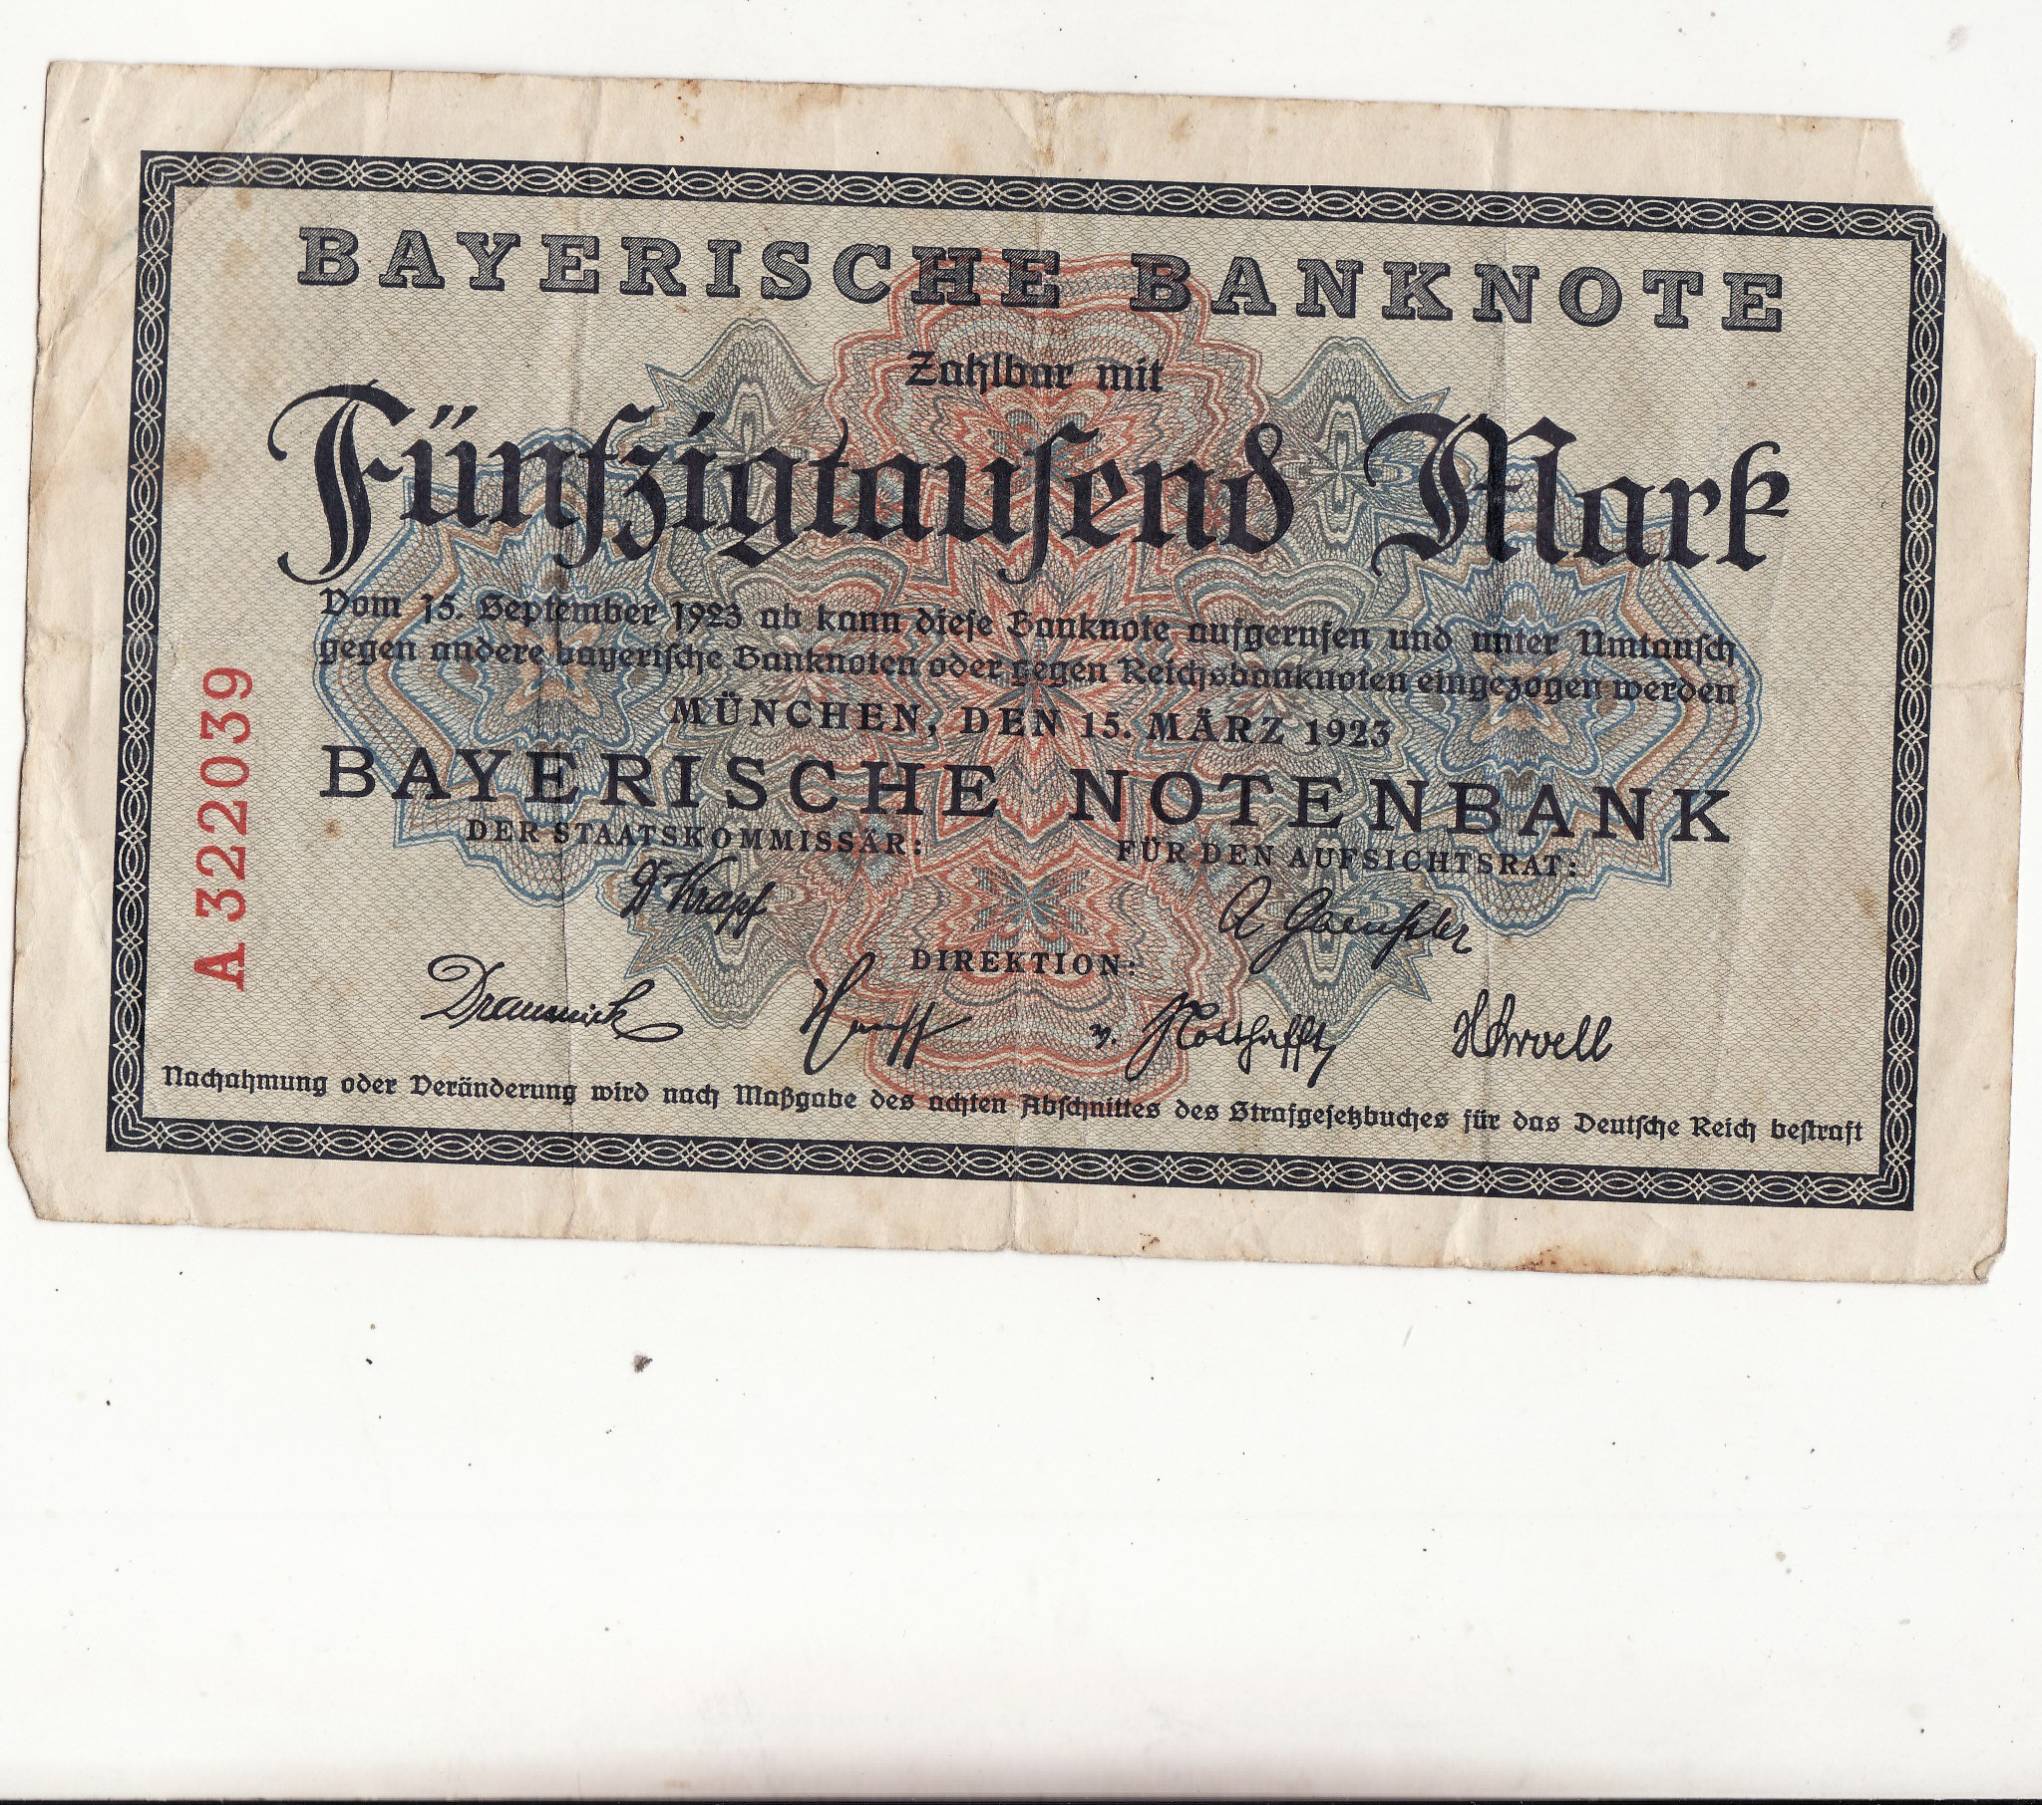 BAYERISCHE BANKNOTE
Zahlbar mit
Fünfzigtauſend Mark
Vom 15. September 1923 ab kann dieſe Banknote aufgerufen und unter Umtauſch
gegen andere bayeriſche Banknoten oder gegen Reichsbanknoten eingezogen werden
MÜNCHEN, DEN 15. MÄRZ 1923
BAYERISCHE NOTENBANK
DER STAATSKOMMISSÄR: FÜR DEN AUFSICHTSRAT:
Dr Krapf
DIREKTION:
Nachahmung oder Veränderung wird nach Maßgabe des achten Abſchnittes des Strafgeſetzbuches für das Deutſche Reich beſtraft
A 322039